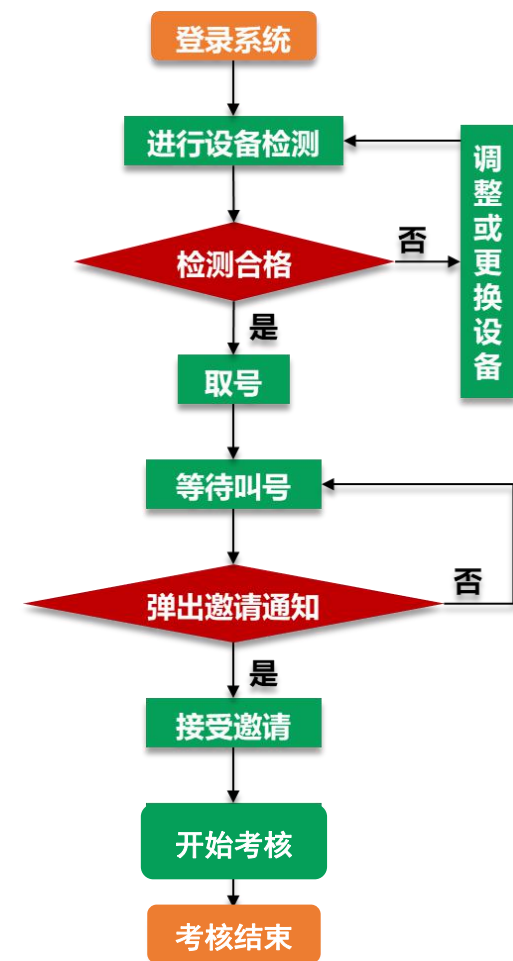 登录系统
进行设备检测
检测合格
否
调整或更换设备
是
取号
等待叫号
弹出邀请通知
否
是
接受邀请
开始考核
考核结束